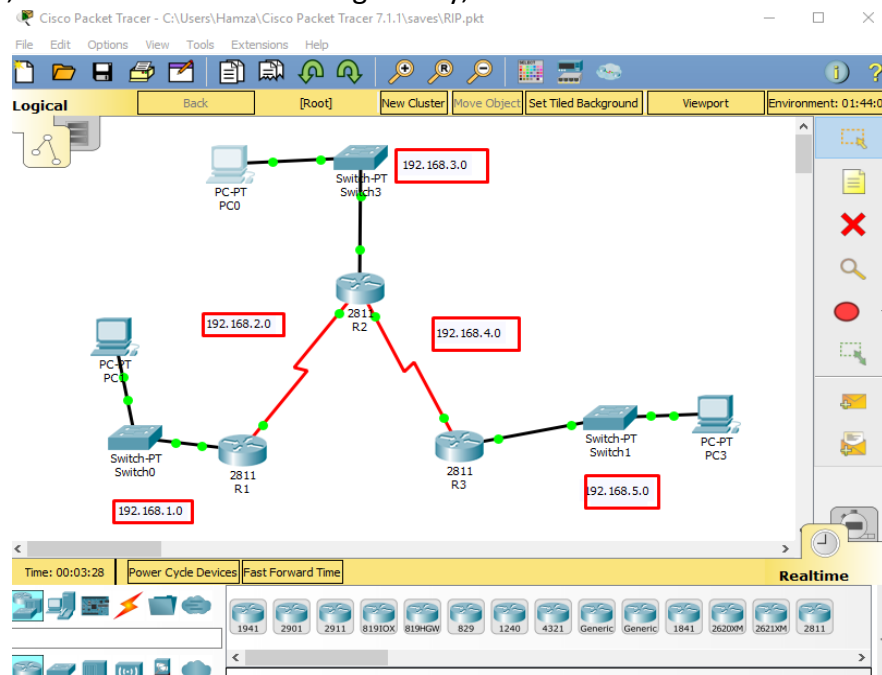 Cisco Packet Tracer - C:\Users\Hamza\Cisco Packet Tracer 7.1.1\saves\RIP.pkt
File Edit Options View Tools Extensions Help
Logical Back [Root] New Cluster Move Object Set Tiled Background Viewport Environment: 01:44:0
192.168.3.0
Switch-PT
Switch3
PC-PT
PC0
2811
R2
192.168.2.0
192.168.4.0
PC-PT
Switch-PT
Switch0
2811
R1
2811
R3
Switch-PT
Switch1
PC-PT
PC3
192.168.1.0
192.168.5.0
Time: 00:03:28 Power Cycle Devices Fast Forward Time
Realtime
1941 2901 2911 819IOX 819HGW 829 1240 4321 Generic Generic 1841 2620XM 2621XM 2811